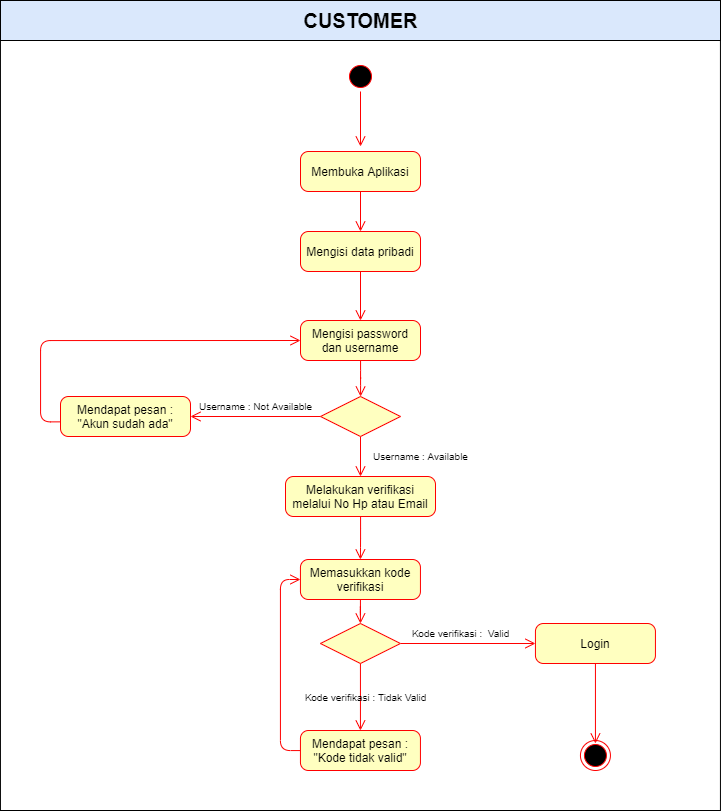 CUSTOMER
Membuka Aplikasi
Mengisi data pribadi
Mengisi password
dan username
Username : Not Available
Mendapat pesan :
"Akun sudah ada"
Username : Available
Melakukan verifikasi
melalui No Hp atau Email
Memasukkan kode
verifikasi
Kode verifikasi :  Valid
Login
Kode verifikasi : Tidak Valid
Mendapat pesan :
"Kode tidak valid"